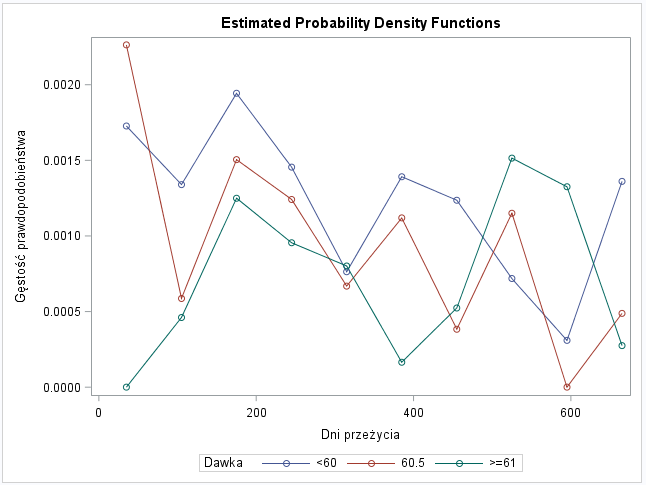 Estimated Probability Density Functions
Gęstość prawdopodobieństwa
0.0020
0.0015
0.0010
0.0005
0.0000
0 200 400 600
Dni przeżycia
Dawka <60 60.5 >=61